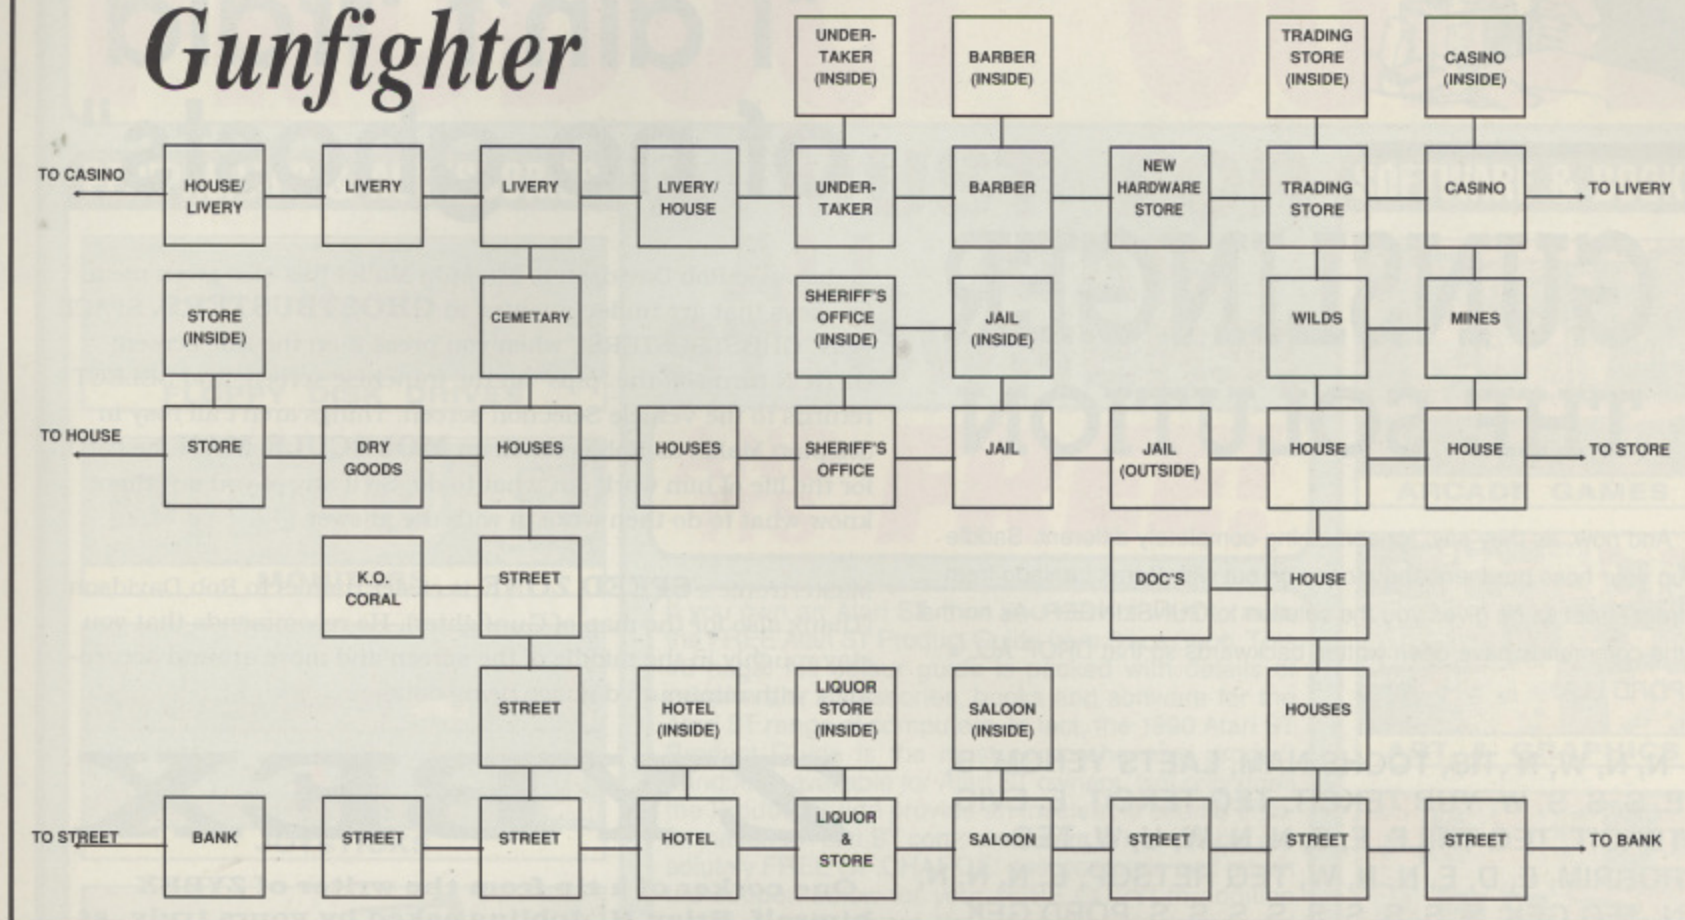 Gunfighter
UNDER-
TAKER
(INSIDE)
BARBER
(INSIDE)
TRADING
STORE
(INSIDE)
CASINO
(INSIDE)
TO CASINO
HOUSE/
LIVERY
LIVERY
LIVERY
LIVERY/
HOUSE
UNDER-
TAKER
BARBER
NEW
HARDWARE
STORE
TRADING
STORE
CASINO
TO LIVERY
STORE
(INSIDE)
CEMETARY
SHERIFF'S
OFFICE
(INSIDE)
JAIL
(INSIDE)
WILDS
MINES
TO HOUSE
STORE
DRY
GOODS
HOUSES
HOUSES
SHERIFF'S
OFFICE
JAIL
JAIL
(OUTSIDE)
HOUSE
HOUSE
TO STORE
K.O.
CORAL
STREET
DOC'S
HOUSE
STREET
HOTEL
(INSIDE)
LIQUOR
STORE
(INSIDE)
SALOON
(INSIDE)
HOUSES
TO STREET
BANK
STREET
STREET
HOTEL
LIQUOR
&
STORE
SALOON
STREET
STREET
STREET
TO BANK